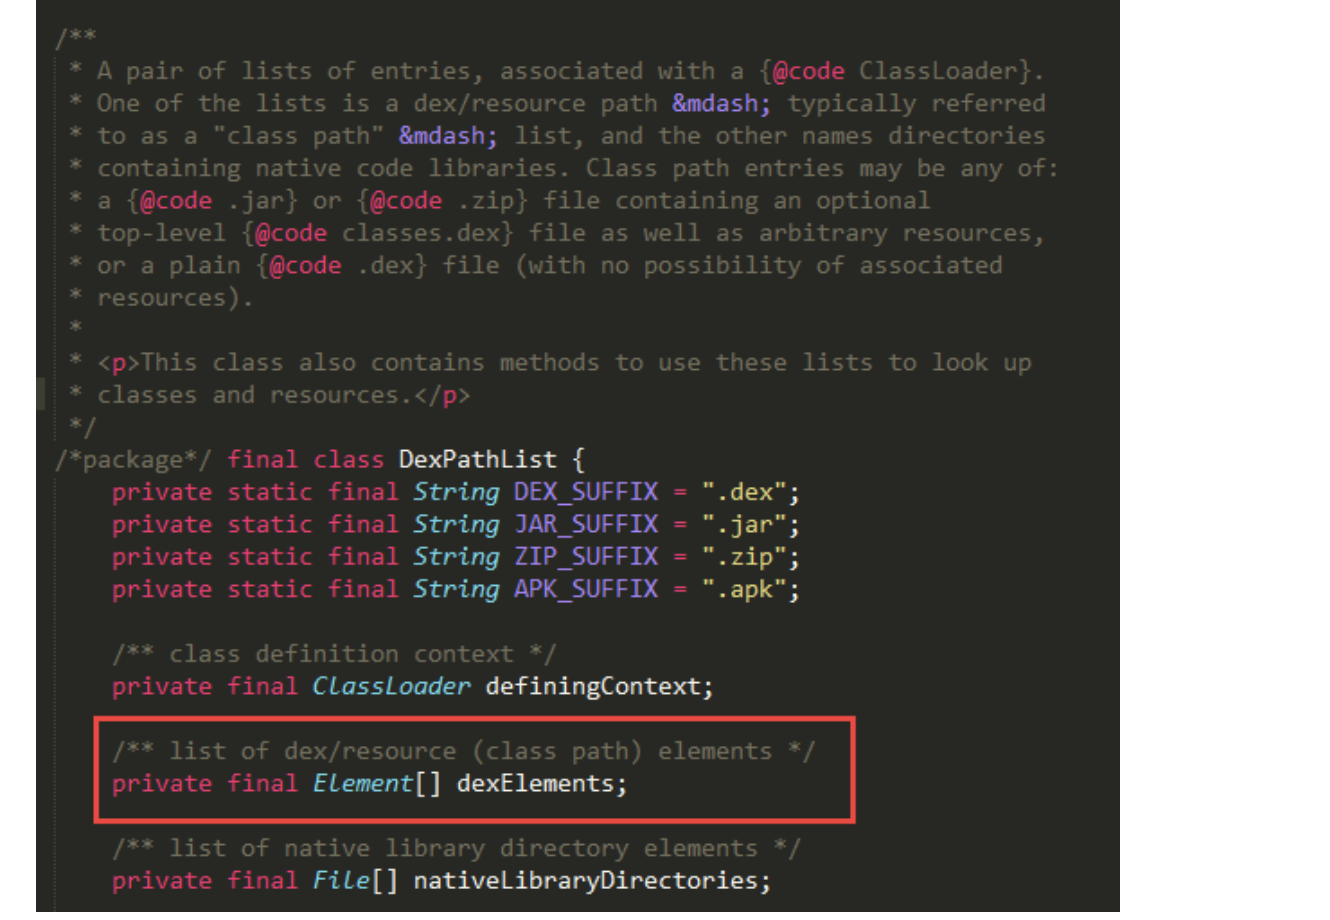 /**
* A pair of lists of entries, associated with a {@code ClassLoader}.
* One of the lists is a dex/resource path &mdash; typically referred
* to as a "class path" &mdash; list, and the other names directories
* containing native code libraries. Class path entries may be any of:
* a {@code .jar} or {@code .zip} file containing an optional
* top-level {@code classes.dex} file as well as arbitrary resources,
* or a plain {@code .dex} file (with no possibility of associated
* resources).
*
* <p>This class also contains methods to use these lists to look up
* classes and resources.</p>
*/
/*package*/ final class DexPathList {
private static final String DEX_SUFFIX = ".dex";
private static final String JAR_SUFFIX = ".jar";
private static final String ZIP_SUFFIX = ".zip";
private static final String APK_SUFFIX = ".apk";
/** class definition context */
private final ClassLoader definingContext;
/** list of dex/resource (class path) elements */
private final Element[] dexElements;
/** list of native library directory elements */
private final File[] nativeLibraryDirectories;